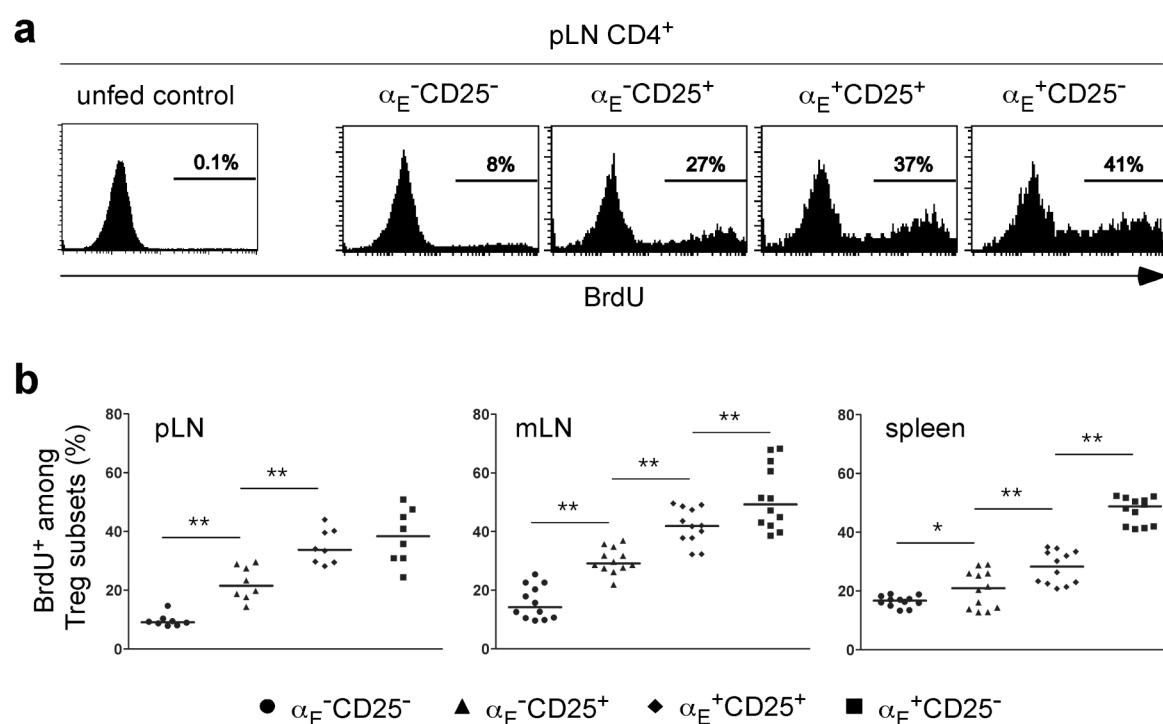 a
pLN CD4⁺
unfed control
αE⁻CD25⁻
αE⁻CD25⁺
αE⁺CD25⁺
αE⁺CD25⁻
0.1%
8%
27%
37%
41%
BrdU
b
BrdU⁺ among
Treg subsets (%)
80
60
40
20
0
pLN
**
**
80
60
40
20
0
mLN
**
**
**
80
60
40
20
0
spleen
*
**
**
αE⁻CD25⁻
αE⁻CD25⁺
αE⁺CD25⁺
αE⁺CD25⁻